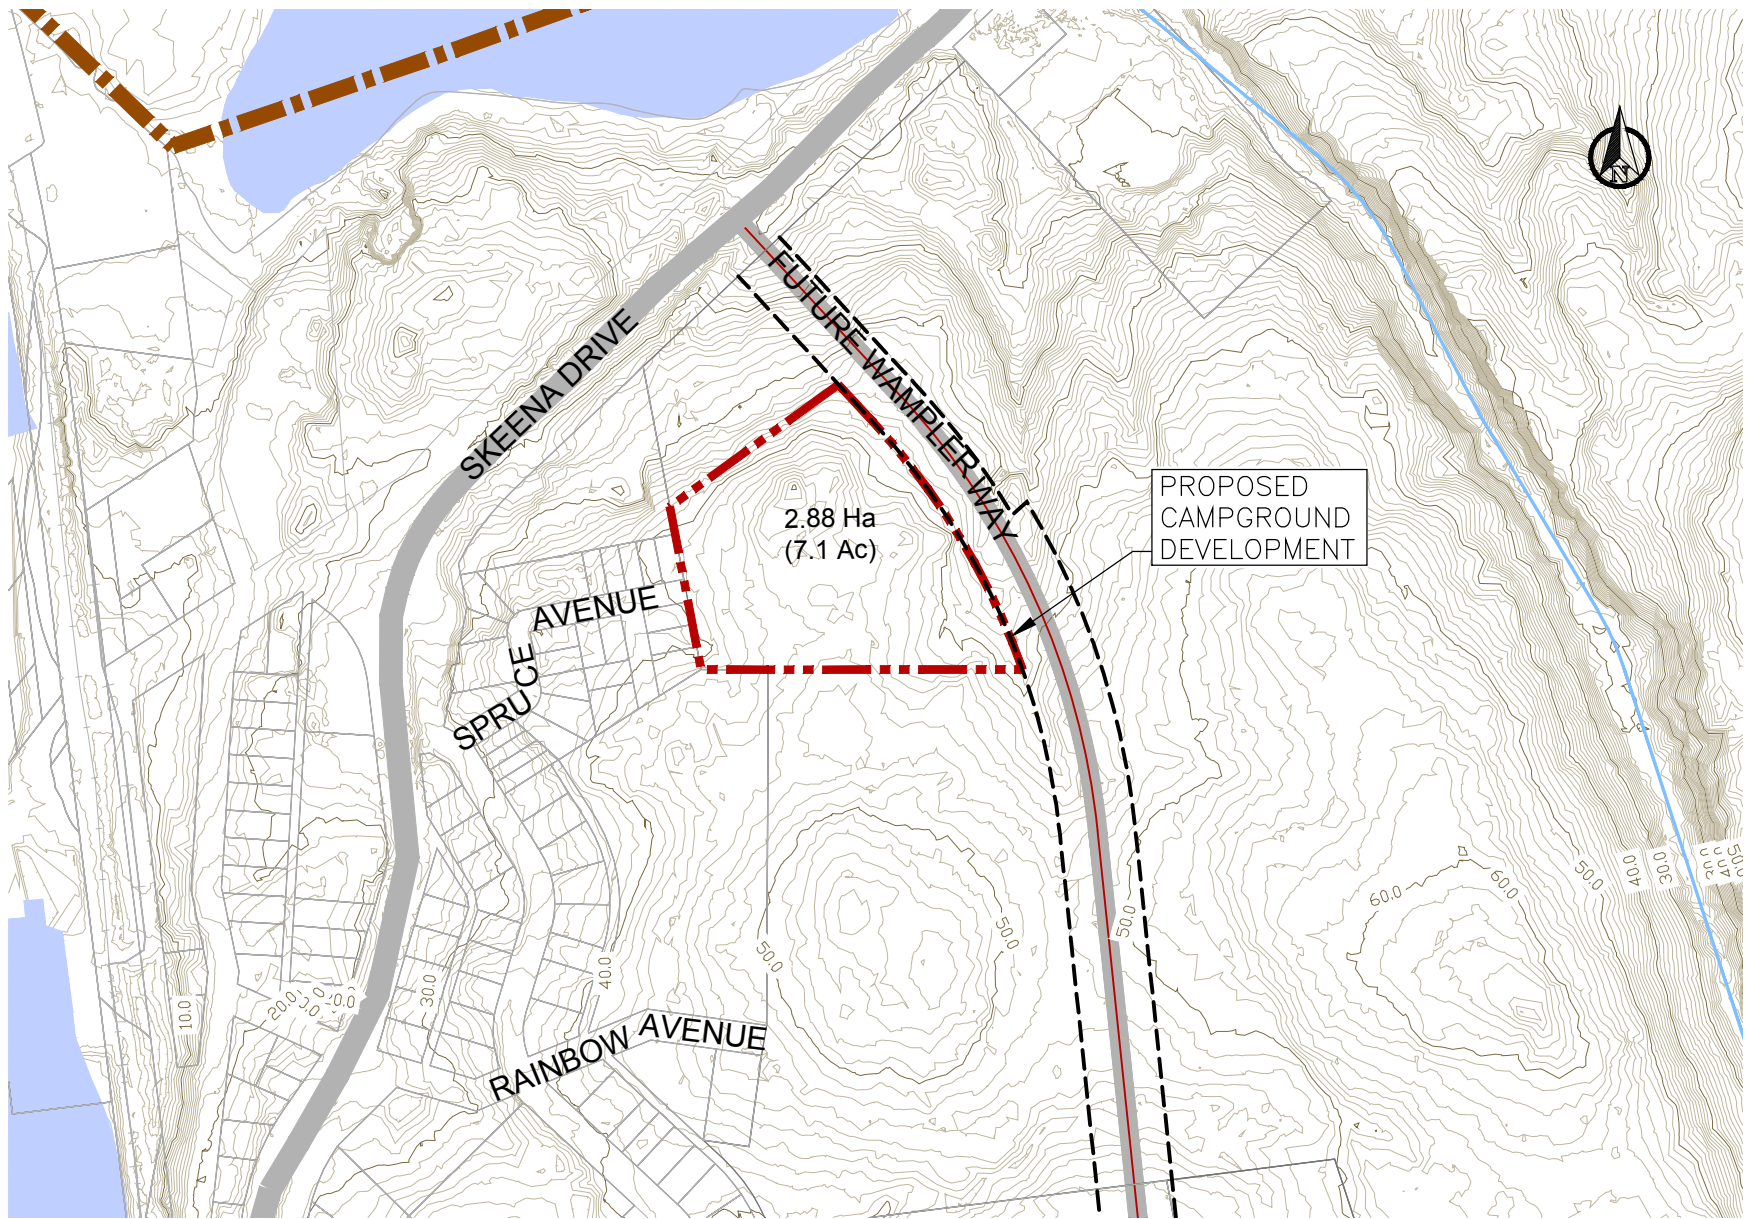 N
SKEENA DRIVE
FUTURE WAMPLER WAY
PROPOSED
CAMPGROUND
DEVELOPMENT
2.88 Ha
(7.1 Ac)
SPRUCE AVENUE
RAINBOW AVENUE
10.0
20.0
30.0
40.0
50.0
50.0
50.0
60.0
60.0
50.0
40.0
30.0